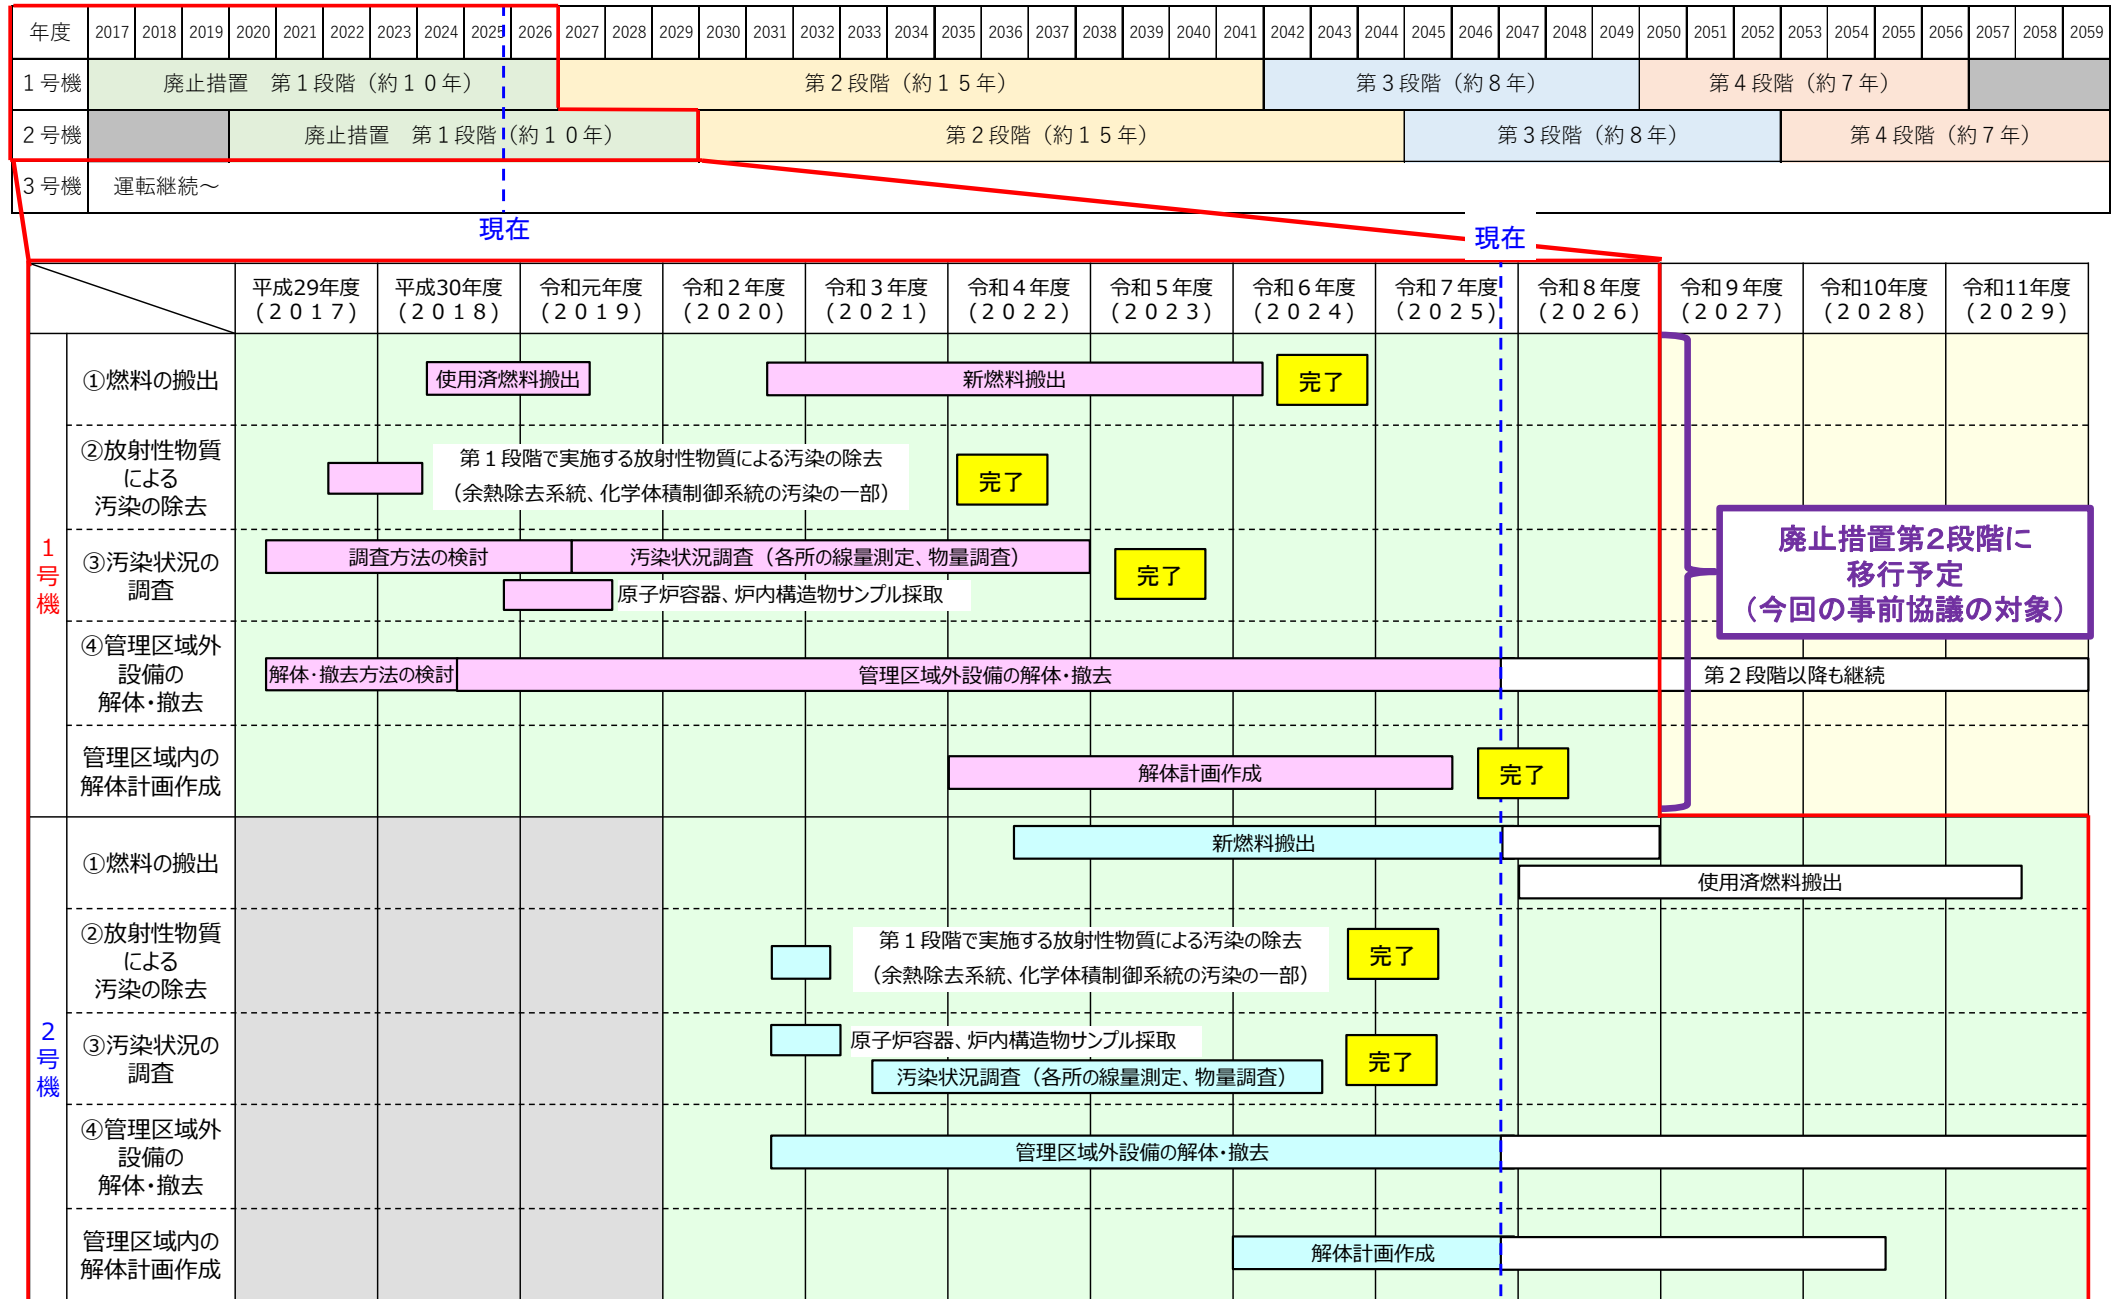 年度 2017 2018 2019 2020 2021 2022 2023 2024 2025 2026 2027 2028 2029 2030 2031 2032 2033 2034 2035 2036 2037 2038 2039 2040 2041 2042 2043 2044 2045 2046 2047 2048 2049 2050 2051 2052 2053 2054 2055 2056 2057 2058 2059
１号機 廃止措置　第１段階（約１０年） 第２段階（約１５年） 第３段階（約８年） 第４段階（約７年）
２号機 廃止措置　第１段階（約１０年） 第２段階（約１５年） 第３段階（約８年） 第４段階（約７年）
３号機 運転継続～
現在
現在
平成29年度 平成30年度 令和元年度 令和２年度 令和３年度 令和４年度 令和５年度 令和６年度 令和７年度 令和８年度 令和９年度 令和10年度 令和11年度
(２０１７) (２０１８) (２０１９) (２０２０) (２０２１) (２０２２) (２０２３) (２０２４) (２０２５) (２０２６) (２０２７) (２０２８) (２０２９)
１号機
①燃料の搬出
使用済燃料搬出 新燃料搬出 完了
②放射性物質
による
汚染の除去
第１段階で実施する放射性物質による汚染の除去
（余熱除去系統、化学体積制御系統の汚染の一部）
完了
③汚染状況の
調査
調査方法の検討 汚染状況調査（各所の線量測定、物量調査）
原子炉容器、炉内構造物サンプル採取
完了
廃止措置第2段階に
移行予定
（今回の事前協議の対象）
④管理区域外
設備の
解体・撤去
解体・撤去方法の検討 管理区域外設備の解体・撤去 第２段階以降も継続
管理区域内の
解体計画作成
解体計画作成 完了
２号機
①燃料の搬出
新燃料搬出
使用済燃料搬出
②放射性物質
による
汚染の除去
第１段階で実施する放射性物質による汚染の除去
（余熱除去系統、化学体積制御系統の汚染の一部）
完了
③汚染状況の
調査
原子炉容器、炉内構造物サンプル採取
汚染状況調査（各所の線量測定、物量調査）
完了
④管理区域外
設備の
解体・撤去
管理区域外設備の解体・撤去
管理区域内の
解体計画作成
解体計画作成